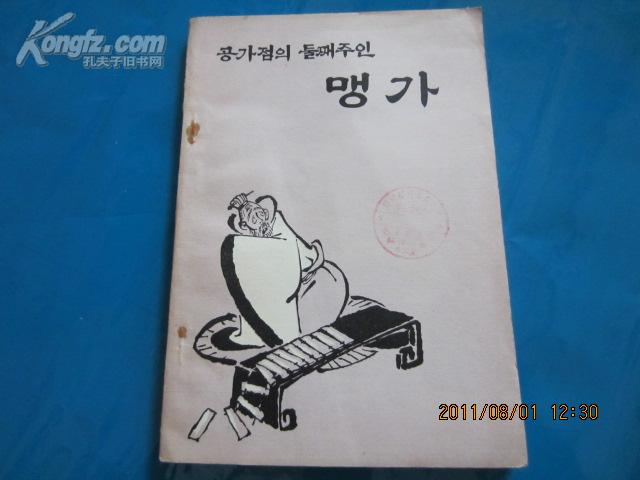 Kongfz.com
孔夫子旧书网
공가점의 둘째주인
맹가
2011/08/01 12:30